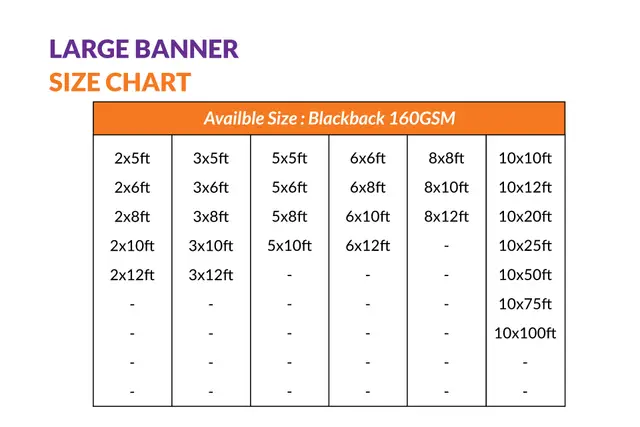 LARGE BANNER
SIZE CHART
Availble Size : Blackback 160GSM
2x5ft 3x5ft 5x5ft 6x6ft 8x8ft 10x10ft
2x6ft 3x6ft 5x6ft 6x8ft 8x10ft 10x12ft
2x8ft 3x8ft 5x8ft 6x10ft 8x12ft 10x20ft
2x10ft 3x10ft 5x10ft 6x12ft - 10x25ft
2x12ft 3x12ft - - - 10x50ft
- - - - - 10x75ft
- - - - - 10x100ft
- - - - - -
- - - - - -